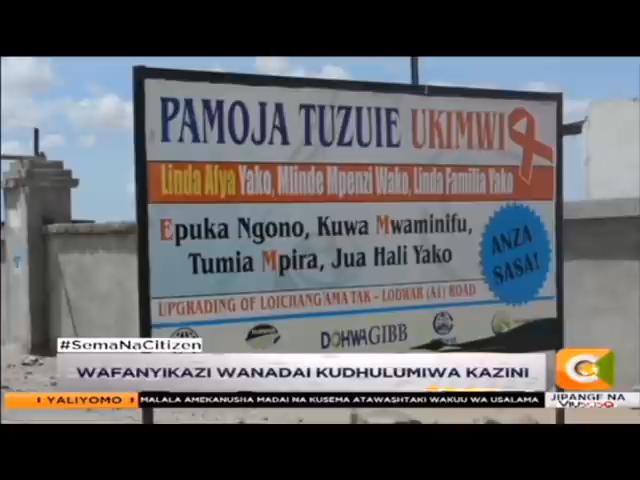 PAMOJA TUZUIE UKIMWI
Linda Afya Yako, Mlinde Mpenzi Wako, Linda Familia Yako
Epuka Ngono, Kuwa Mwaminifu,
Tumia Mpira, Jua Hali Yako
ANZA
SASA!
UPGRADING OF LOICHANG'AMATAK - LODWAR (A1) ROAD
DOHWA GIBB
#SemaNaCitizen
WAFANYIKAZI WANADAI KUDHULUMIWA KAZINI
YALIYOMO
MALALA AMEKANUSHA MADAI NA KUSEMA ATAWASHTAKI WAKUU WA USALAMA
JIPANGE NA